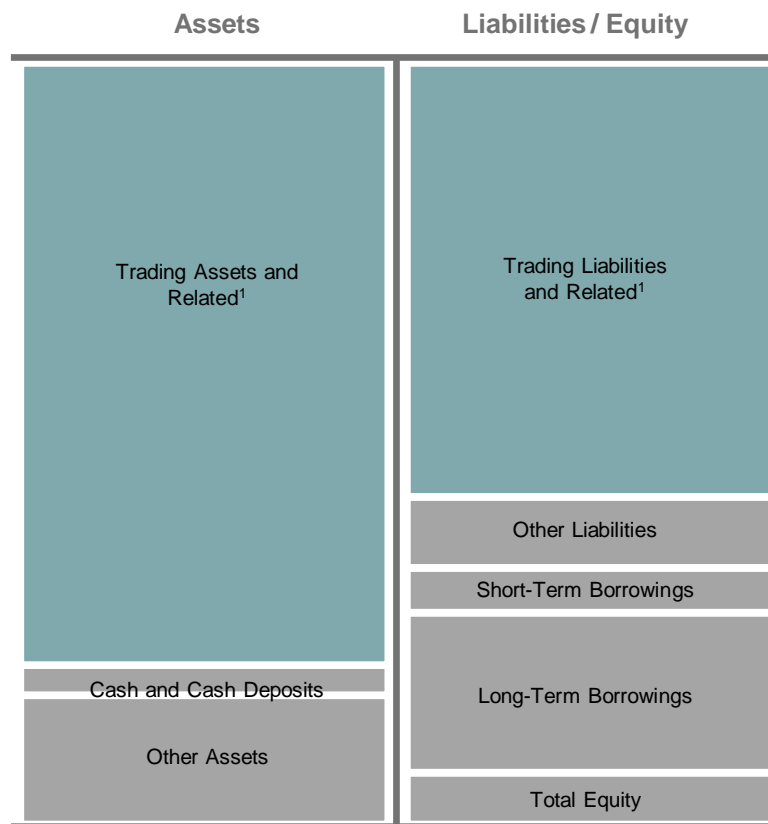 Assets
Liabilities / Equity
Trading Assets and
Related¹
Trading Liabilities
and Related¹
Other Liabilities
Short-Term Borrowings
Cash and Cash Deposits
Long-Term Borrowings
Other Assets
Total Equity